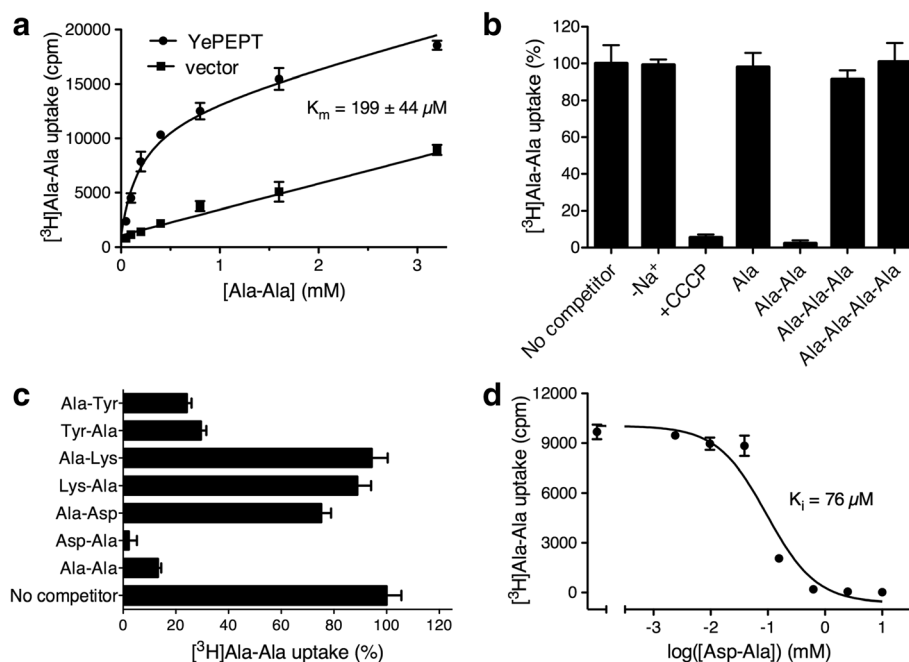 a
[³H]Ala-Ala uptake (cpm)
20000
15000
10000
5000
0
YePEPT
vector
Kₘ = 199 ± 44 µM
0
1
2
3
[Ala-Ala] (mM)
b
[³H]Ala-Ala uptake (%)
120
100
80
60
40
20
0
No competitor
-Na⁺
+CCCP
Ala
Ala-Ala
Ala-Ala-Ala
Ala-Ala-Ala-Ala
c
Ala-Tyr
Tyr-Ala
Ala-Lys
Lys-Ala
Ala-Asp
Asp-Ala
Ala-Ala
No competitor
0
20
40
60
80
100
120
[³H]Ala-Ala uptake (%)
d
[³H]Ala-Ala uptake (cpm)
12000
9000
6000
3000
0
Kᵢ = 76 µM
-3
-2
-1
0
1
log([Asp-Ala]) (mM)